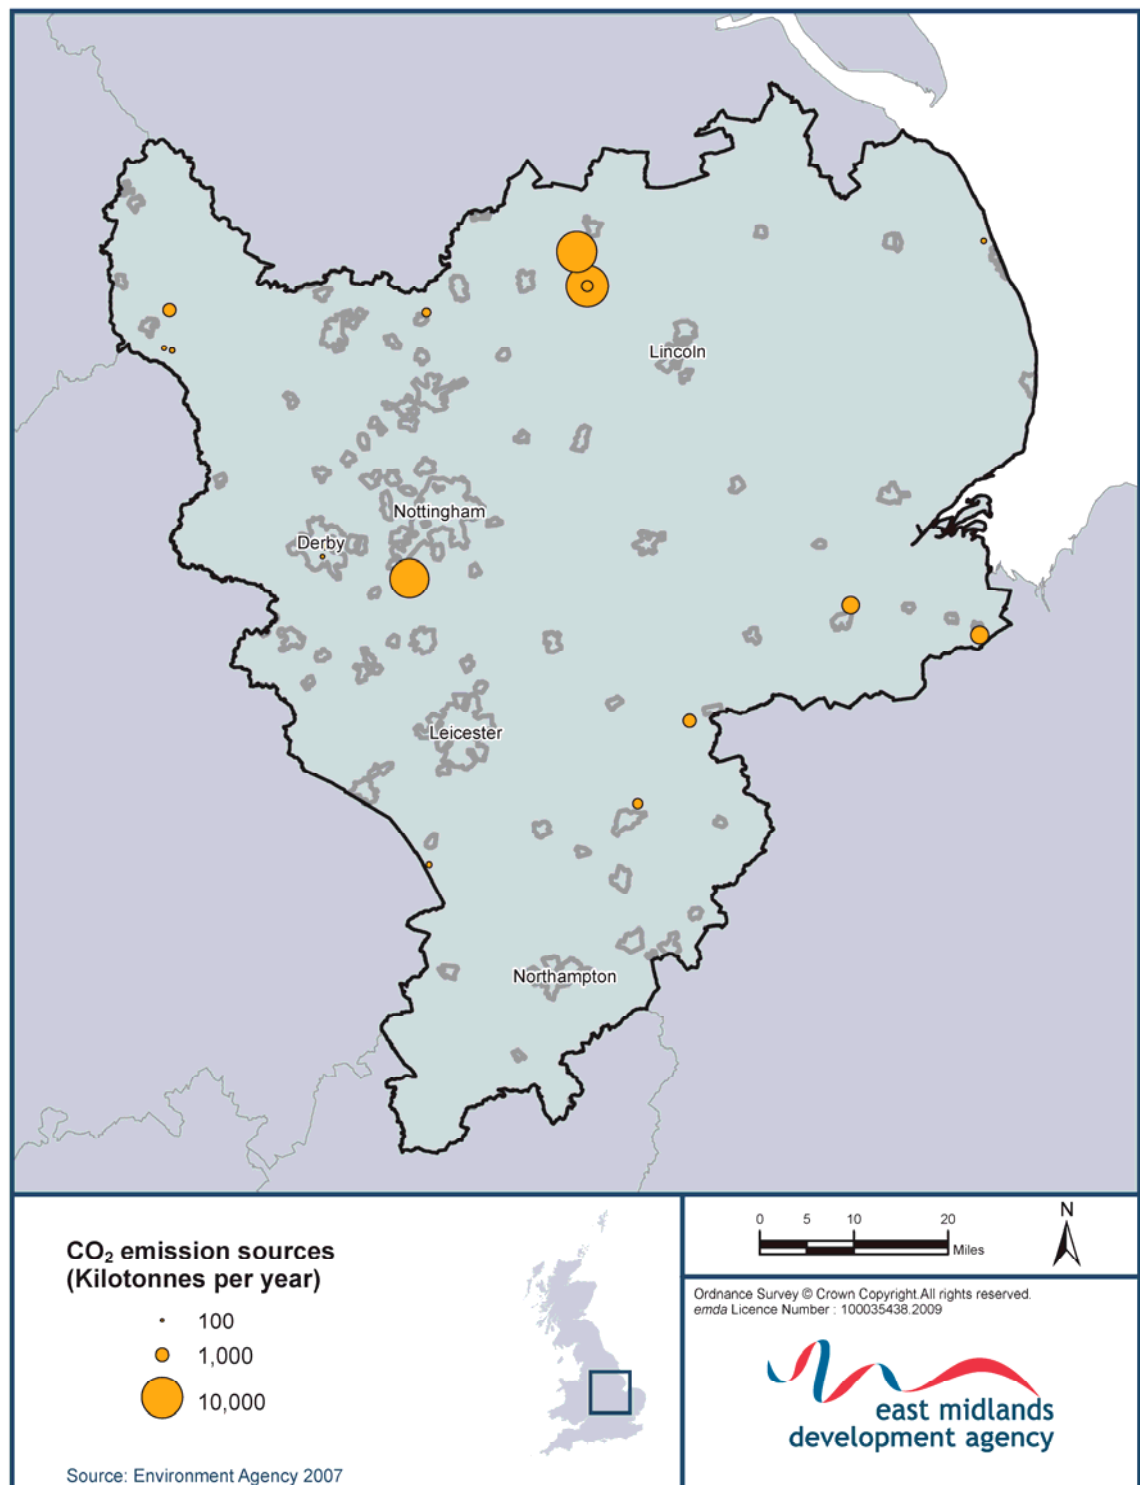 Lincoln
Nottingham
Derby
Leicester
Northampton
CO₂ emission sources
(Kilotonnes per year)
100
1,000
10,000
Source: Environment Agency 2007
0 5 10 20
Miles
N
Ordnance Survey © Crown Copyright.All rights reserved.
emda Licence Number : 100035438.2009
east midlands
development agency